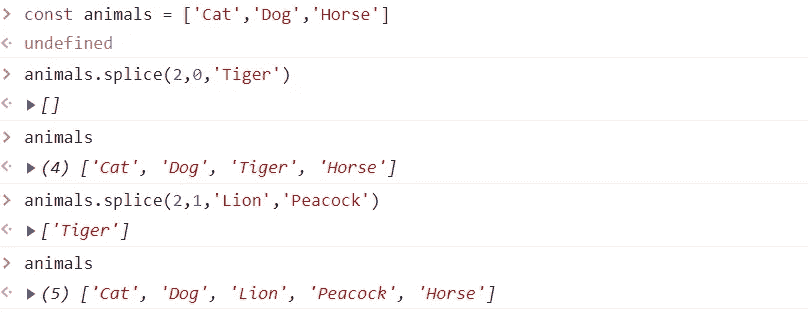 > const animals = ['Cat','Dog','Horse']
<· undefined
> animals.splice(2,0,'Tiger')
<· ▶[]
> animals
<· ▶(4) ['Cat', 'Dog', 'Tiger', 'Horse']
> animals.splice(2,1,'Lion','Peacock')
<· ▶['Tiger']
> animals
<· ▶(5) ['Cat', 'Dog', 'Lion', 'Peacock', 'Horse']